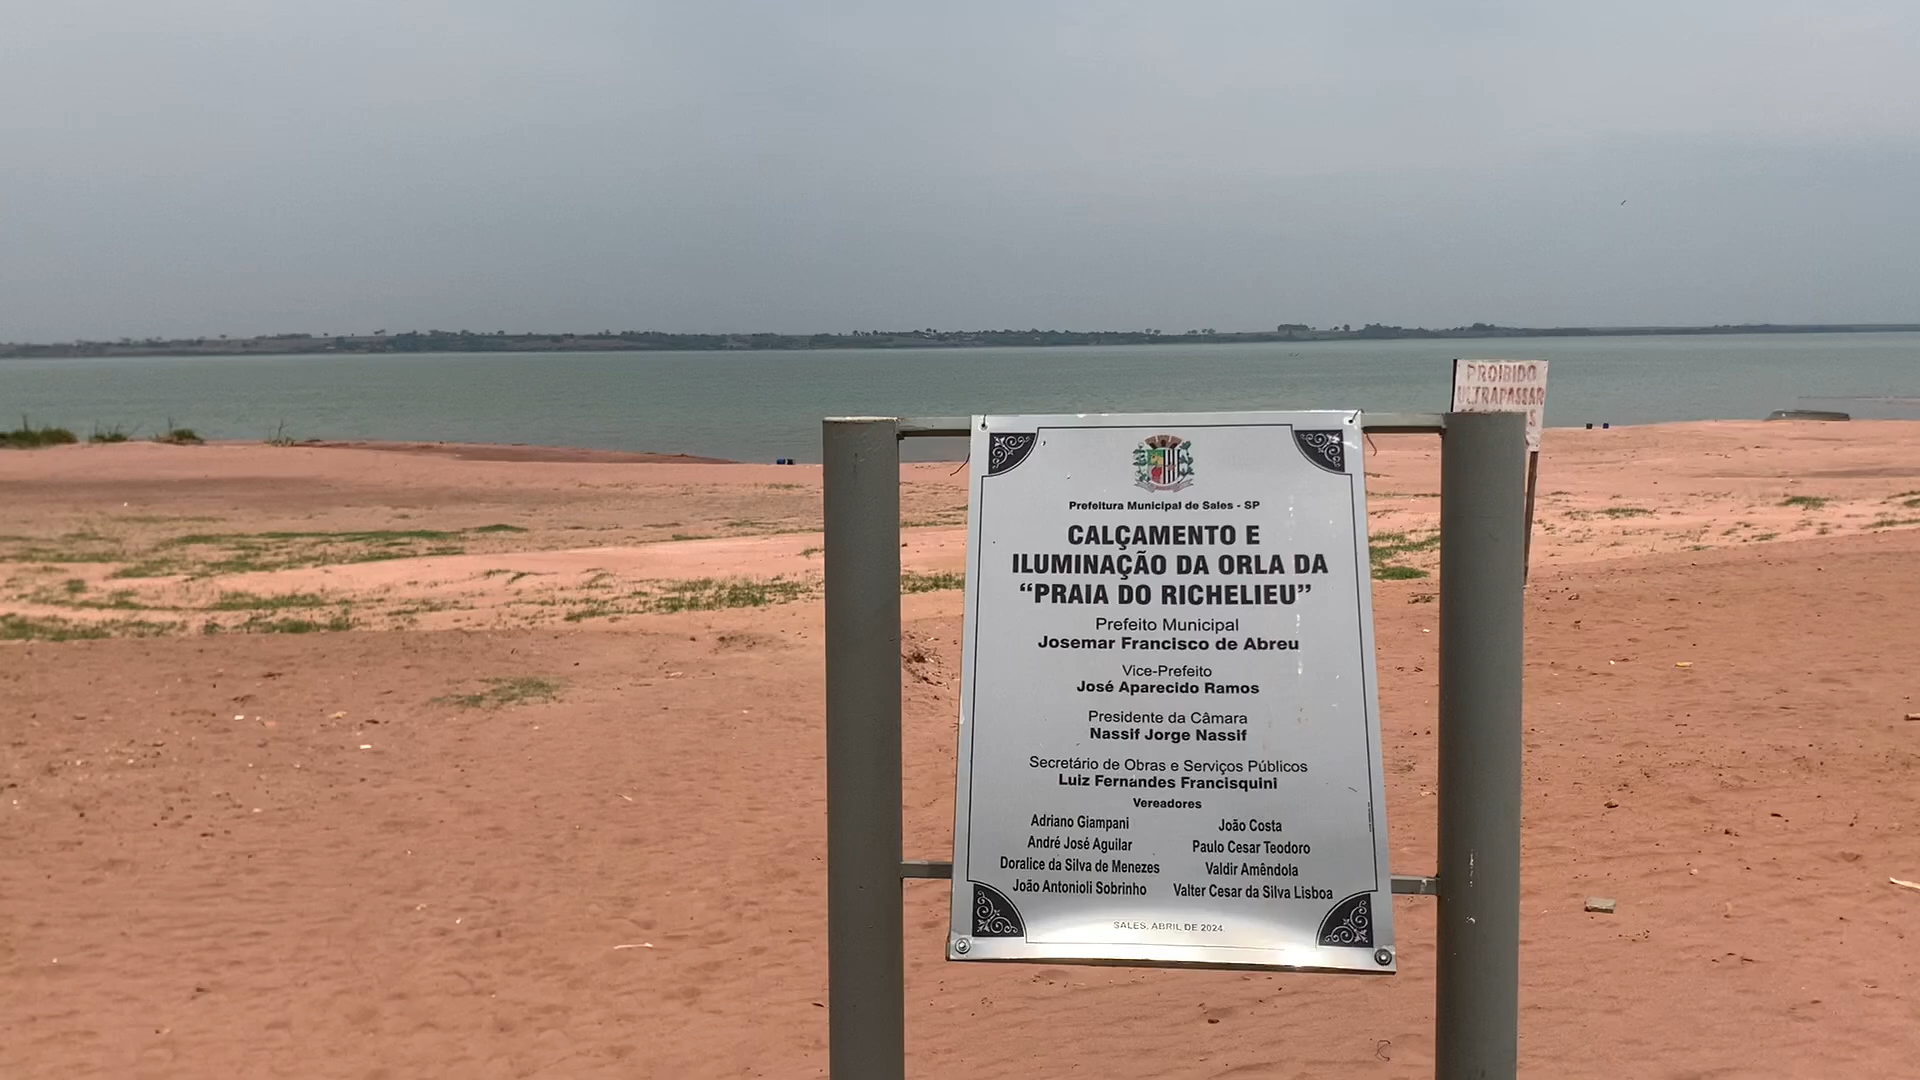 PROIBIDO
ULTRAPASSAR
Prefeitura Municipal de Sales - SP
CALÇAMENTO E
ILUMINAÇÃO DA ORLA DA
“PRAIA DO RICHELIEU”
Prefeito Municipal
Josemar Francisco de Abreu
Vice-Prefeito
José Aparecido Ramos
Presidente da Câmara
Nassif Jorge Nassif
Secretário de Obras e Serviços Públicos
Luiz Fernandes Francisquini
Vereadores
Adriano Giampani
André José Aguilar
Doralice da Silva de Menezes
João Antonioli Sobrinho
João Costa
Paulo Cesar Teodoro
Valdir Amêndola
Valter Cesar da Silva Lisboa
SALES, ABRIL DE 2024.